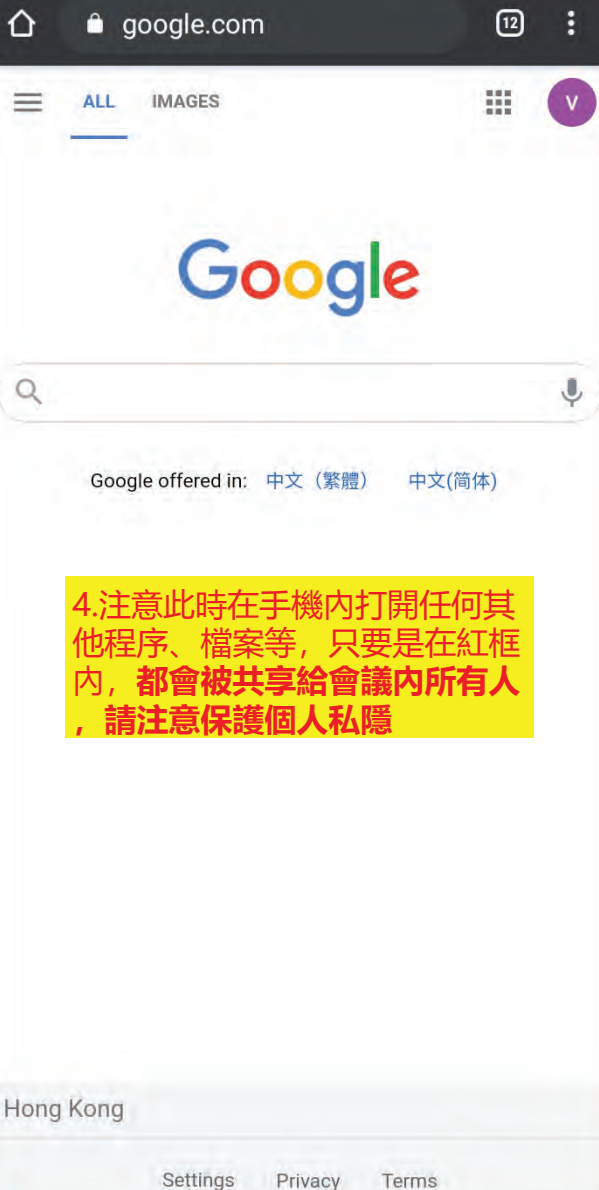 google.com 12
ALL IMAGES V
Google
Google offered in: 中文（繁體） 中文(简体)
4.注意此時在手機內打開任何其
他程序、檔案等，只要是在紅框
內，都會被共享給會議內所有人
，請注意保護個人私隱
Hong Kong
Settings Privacy Terms